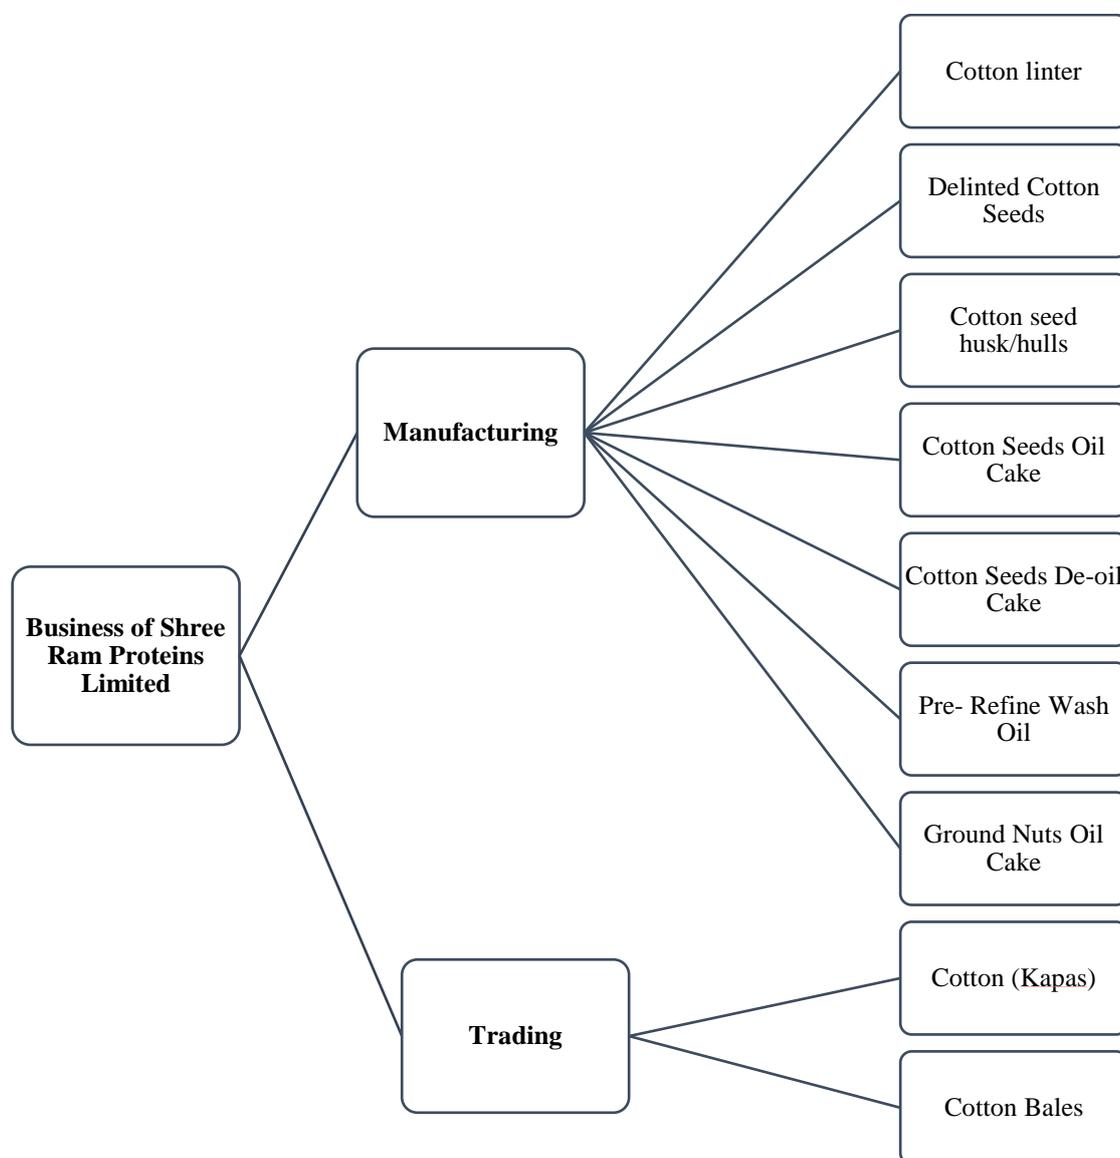 Cotton linter
Delinted Cotton
Seeds
Cotton seed
husk/hulls
Manufacturing
Cotton Seeds Oil
Cake
Cotton Seeds De-oil
Cake
Business of Shree
Ram Proteins
Limited
Pre- Refine Wash
Oil
Ground Nuts Oil
Cake
Cotton (Kapas)
Trading
Cotton Bales